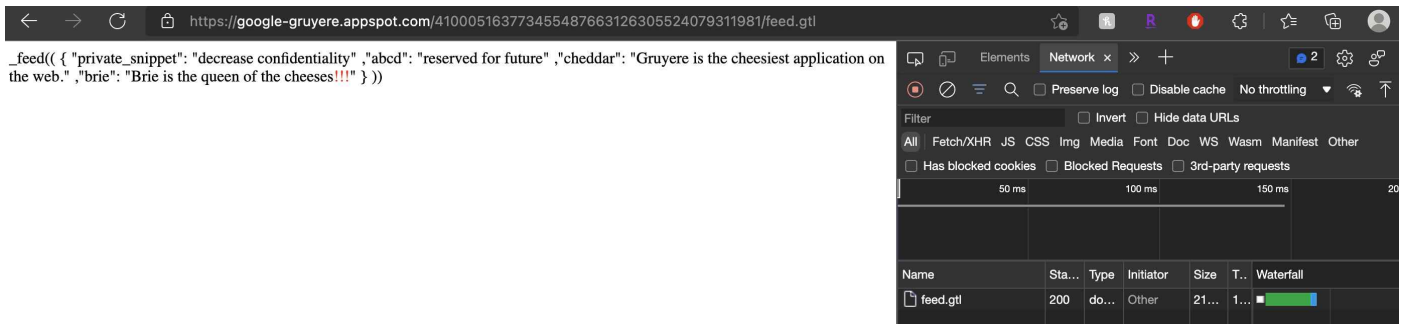 https://google-gruyere.appspot.com/410005163773455487663126305524079311981/feed.gtl
_feed(( { "private_snippet": "decrease confidentiality" ,"abcd": "reserved for future" ,"cheddar": "Gruyere is the cheesiest application on
the web." ,"brie": "Brie is the queen of the cheeses!!!" } ))
Elements Network × » + 2
Preserve log Disable cache No throttling
Filter Invert Hide data URLs
All Fetch/XHR JS CSS Img Media Font Doc WS Wasm Manifest Other
Has blocked cookies Blocked Requests 3rd-party requests
50 ms 100 ms 150 ms 20
Name Sta... Type Initiator Size T.. Waterfall
feed.gtl 200 do... Other 21... 1...